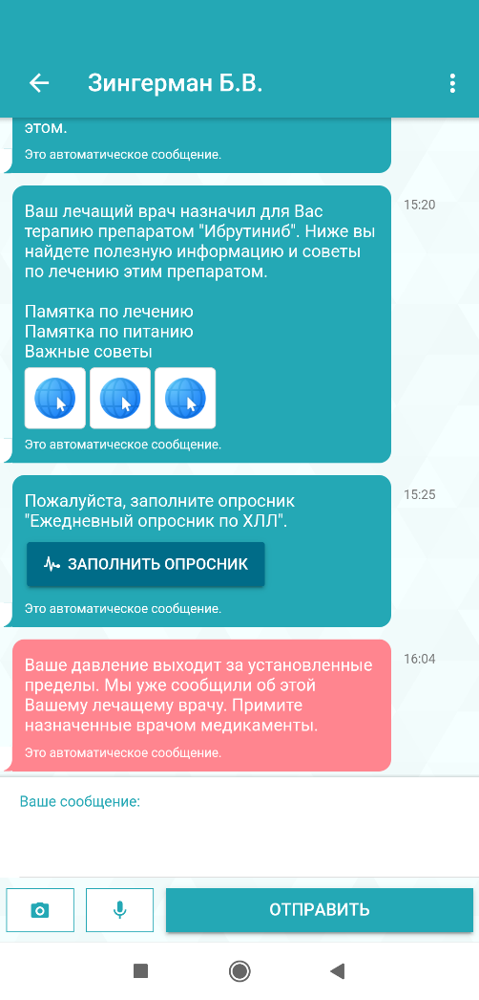 Зингерман Б.В.
этом.
Это автоматическое сообщение.
15:20
Ваш лечащий врач назначил для Вас
терапию препаратом "Ибрутиниб". Ниже вы
найдете полезную информацию и советы
по лечению этим препаратом.
Памятка по лечению
Памятка по питанию
Важные советы
Это автоматическое сообщение.
15:25
Пожалуйста, заполните опросник
"Ежедневный опросник по ХЛЛ".
ЗАПОЛНИТЬ ОПРОСНИК
Это автоматическое сообщение.
16:04
Ваше давление выходит за установленные
пределы. Мы уже сообщили об этой
Вашему лечащему врачу. Примите
назначенные врачом медикаменты.
Это автоматическое сообщение.
Ваше сообщение:
ОТПРАВИТЬ